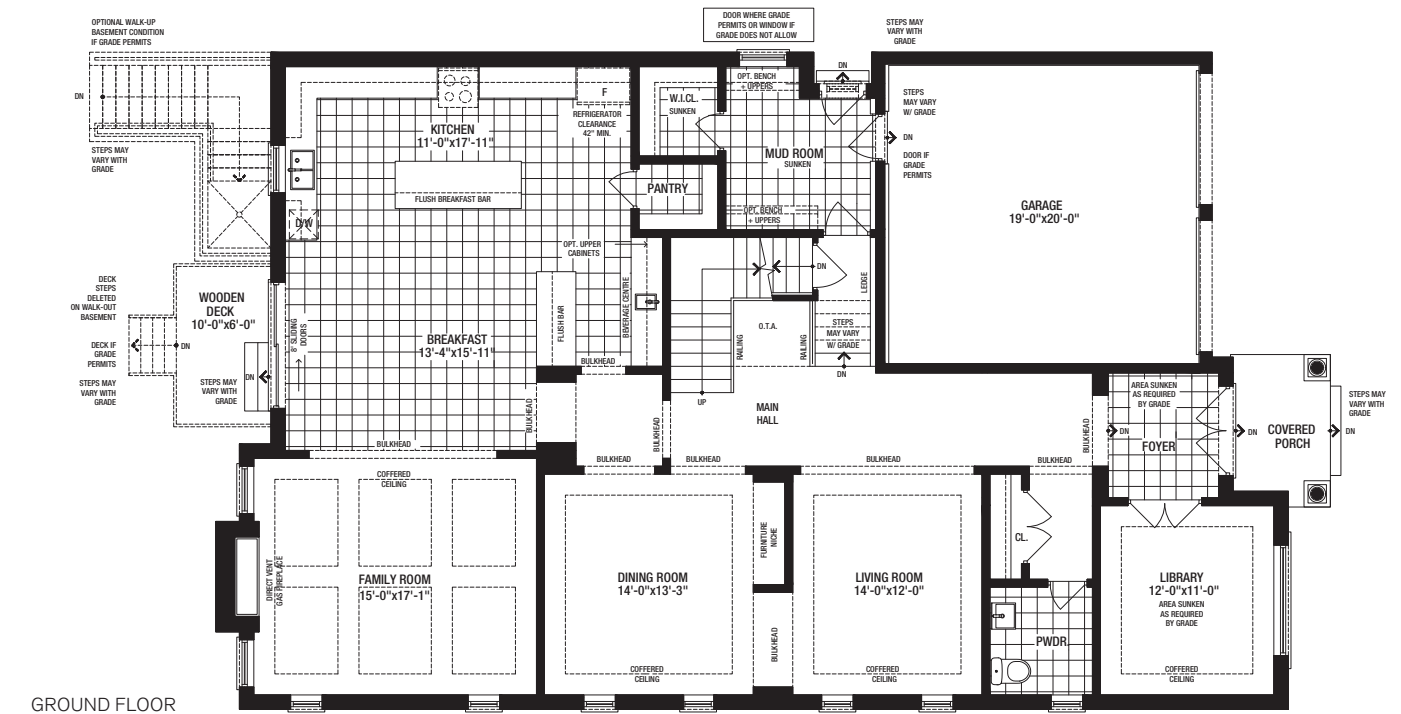 OPTIONAL WALK-UP
BASEMENT CONDITION
IF GRADE PERMITS
DN
STEPS MAY
VARY WITH
GRADE
DOOR WHERE GRADE
PERMITS OR WINDOW IF
GRADE DOES NOT ALLOW
STEPS MAY
VARY WITH
GRADE
DN
KITCHEN
11'-0"x17'-11"
FLUSH BREAKFAST BAR
D/W
F
REFRIGERATOR
CLEARANCE
42" MIN.
W.I.CL.
SUNKEN
OPT. BENCH
+ UPPERS
MUD ROOM
SUNKEN
PANTRY
OPT. BENCH
+ UPPERS
STEPS
MAY VARY
W/ GRADE
DN
DOOR IF
GRADE
PERMITS
GARAGE
19'-0"x20'-0"
DECK
STEPS
DELETED
ON WALK-OUT
BASEMENT
DECK IF
GRADE
PERMITS
STEPS MAY
VARY WITH
GRADE
WOODEN
DECK
10'-0"x6'-0"
DN
STEPS MAY
VARY WITH
GRADE
DN
8' SLIDING
DOORS
BREAKFAST
13'-4"x15'-11"
OPT. UPPER
CABINETS
FLUSH BAR
BEVERAGE CENTRE
BULKHEAD
BULKHEAD
BULKHEAD
BULKHEAD
DN
LEDGE
O.T.A.
RAILING
RAILING
STEPS
MAY VARY
W/ GRADE
DN
UP
MAIN
HALL
BULKHEAD
BULKHEAD
BULKHEAD
BULKHEAD
BULKHEAD
AREA SUNKEN
AS REQUIRED
BY GRADE
DN
FOYER
DN
COVERED
PORCH
DN
STEPS MAY
VARY WITH
GRADE
COFFERED
CEILING
DIRECT VENT
GAS FIREPLACE
FAMILY ROOM
15'-0"x17'-1"
DINING ROOM
14'-0"x13'-3"
COFFERED
CEILING
FURNITURE
NICHE
BULKHEAD
LIVING ROOM
14'-0"x12'-0"
COFFERED
CEILING
CL.
PWDR.
LIBRARY
12'-0"x11'-0"
AREA SUNKEN
AS REQUIRED
BY GRADE
COFFERED
CEILING
GROUND FLOOR